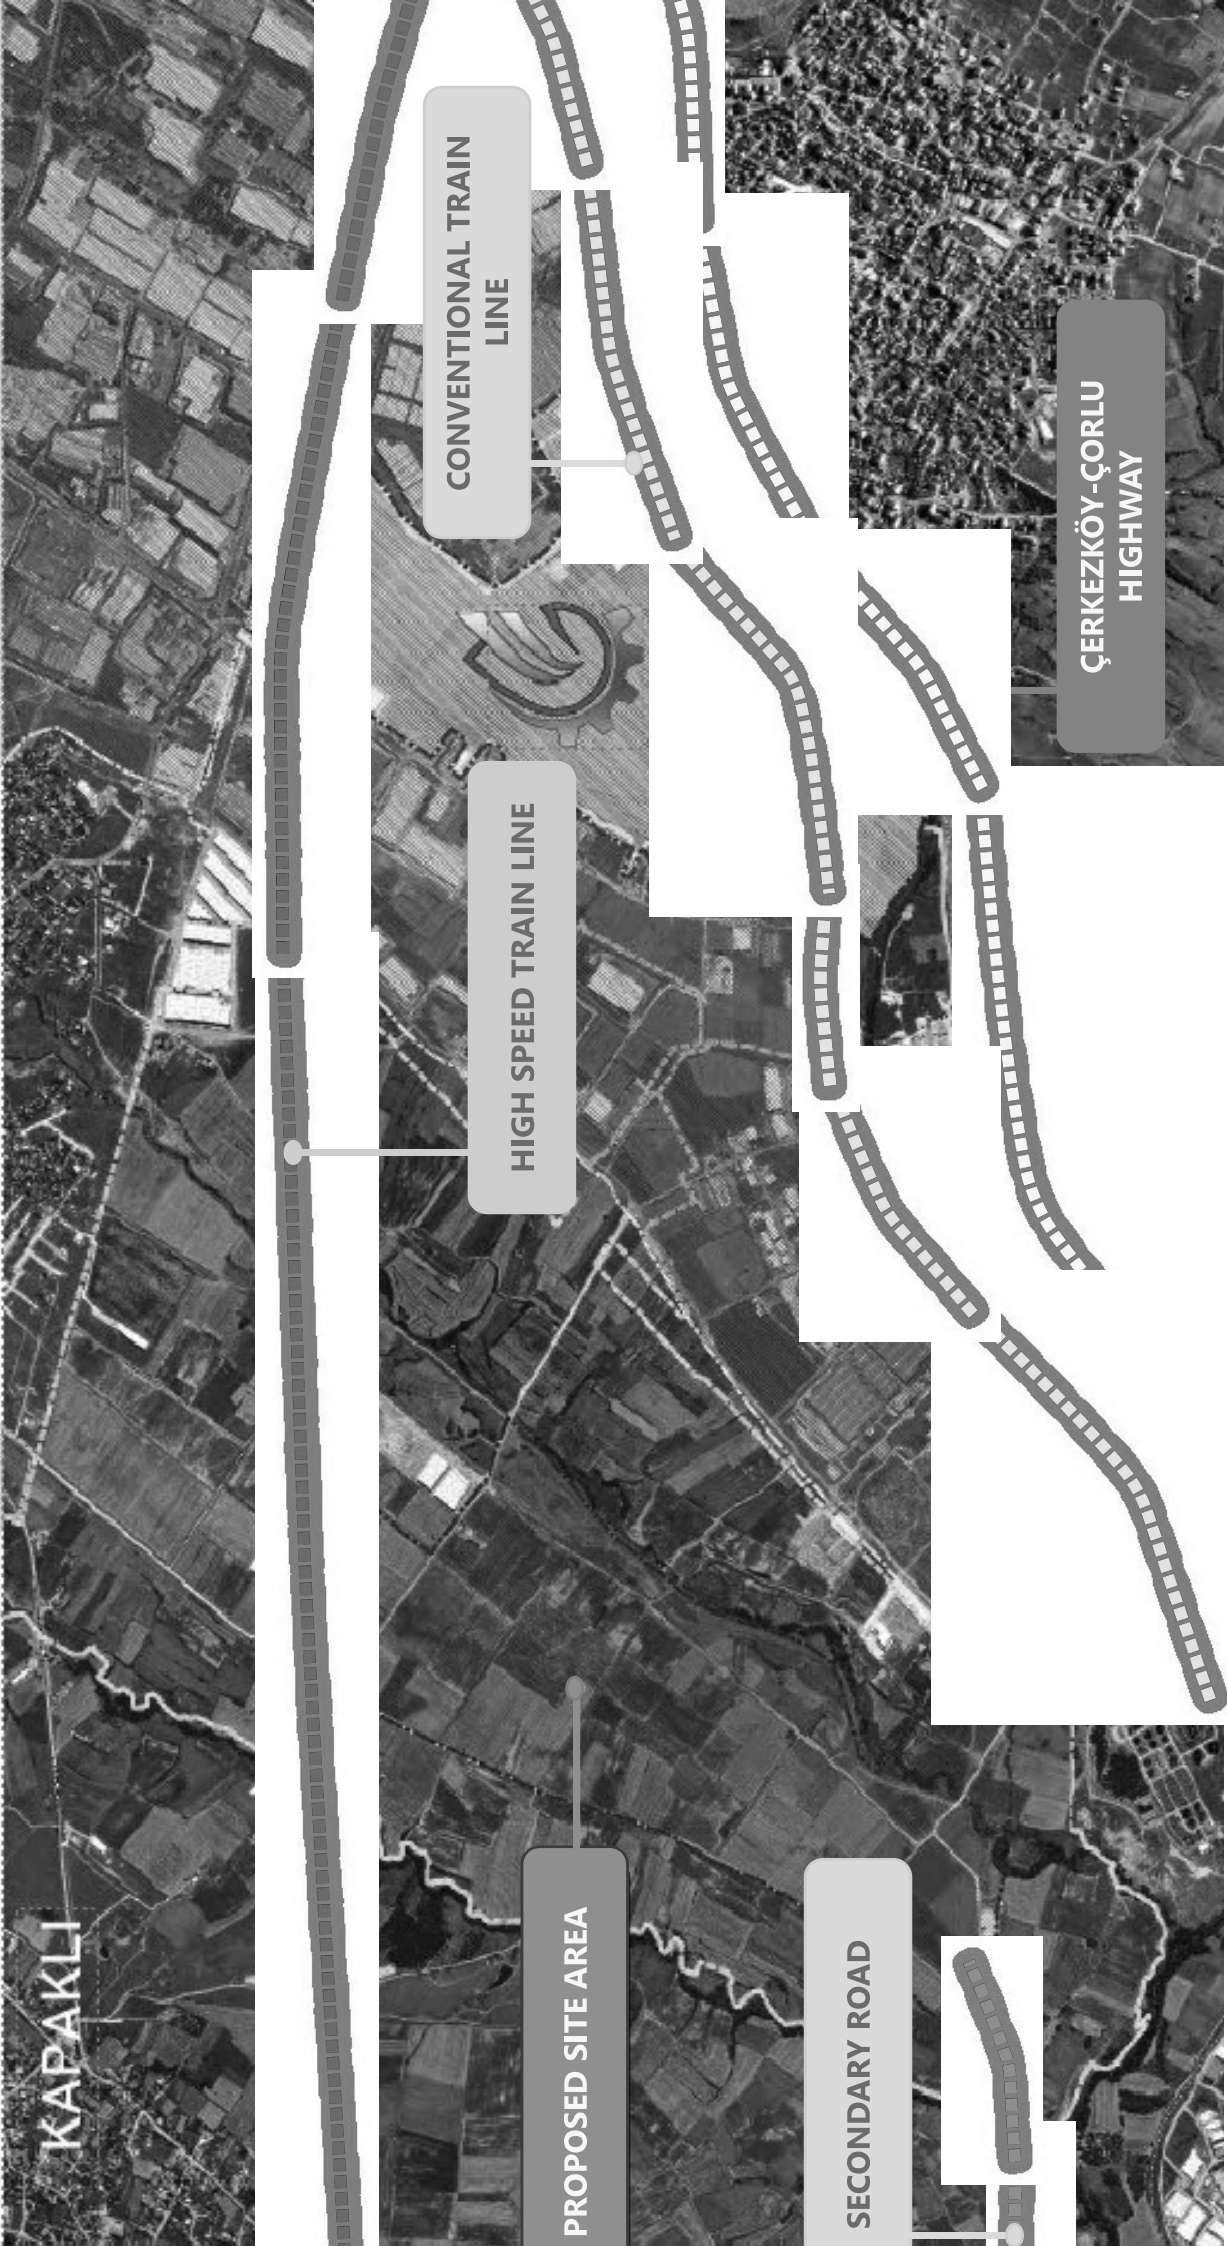 CONVENTIONAL TRAIN
LINE
ÇERKEZKÖY-ÇORLU
HIGHWAY
HIGH SPEED TRAIN LINE
KAPAKLI
PROPOSED SITE AREA
SECONDARY ROAD